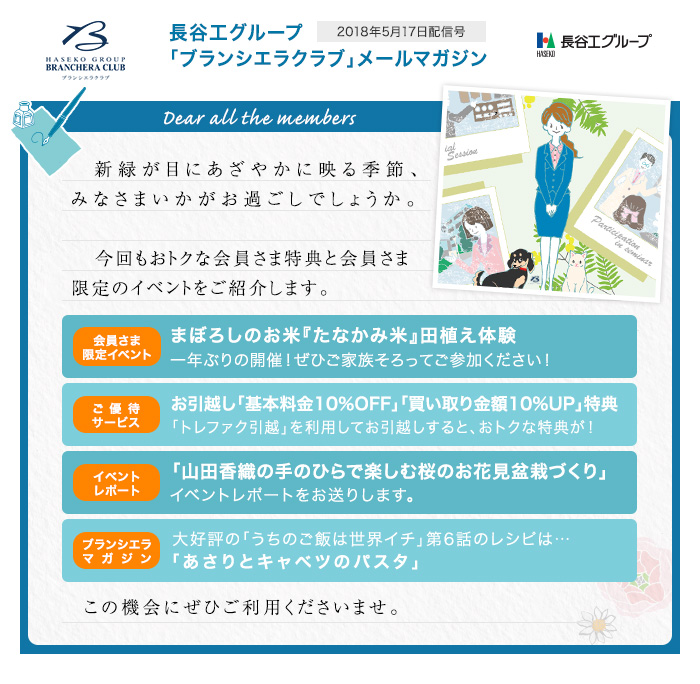 HASEKO GROUP
BRANCHERA CLUB
ブランシエラクラブ
長谷工グループ
2018年5月17日配信号
「ブランシエラクラブ」メールマガジン
HASEKO
長谷工グループ
Dear all the members
新緑が目にあざやかに映る季節、
みなさまいかがお過ごしでしょうか。
今回もおトクな会員さま特典と会員さま
限定のイベントをご紹介します。
Session
Participation
in seminar
会員さま
限定イベント
まぼろしのお米『たなかみ米』田植え体験
一年ぶりの開催!ぜひご家族そろってご参加ください!
ご優待
サービス
お引越し「基本料金10%OFF」「買い取り金額10%UP」特典
「トレファク引越」を利用してお引越しすると、おトクな特典が!
イベント
レポート
「山田香織の手のひらで楽しむ桜のお花見盆栽づくり」
イベントレポートをお送りします。
ブランシエラ
マガジン
大好評の「うちのご飯は世界イチ」第6話のレシピは…
「あさりとキャベツのパスタ」
この機会にぜひご利用くださいませ。